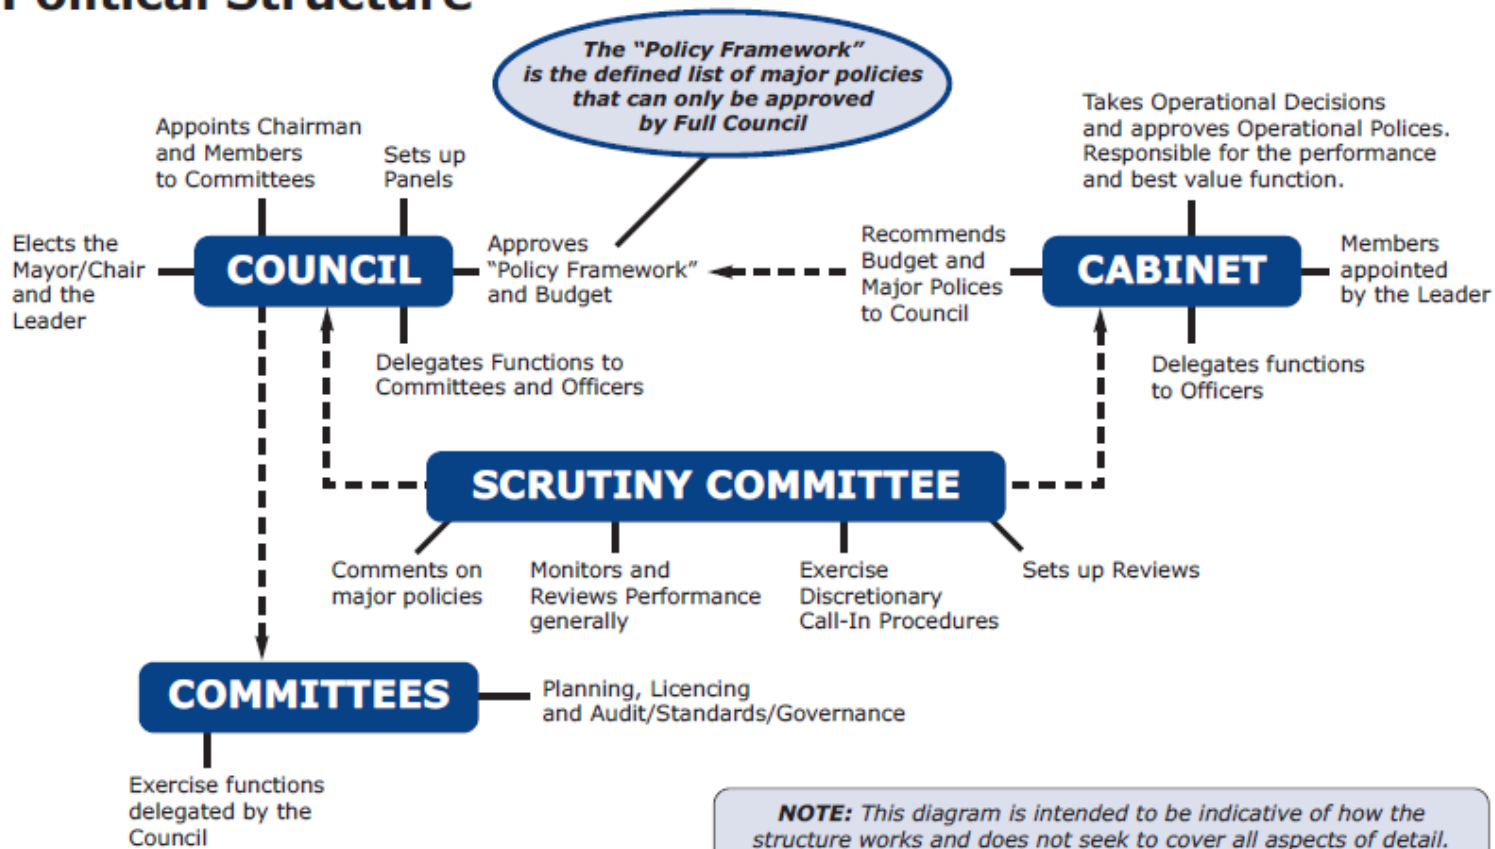 Political Structure
The “Policy Framework”
is the defined list of major policies
that can only be approved
by Full Council
Appoints Chairman
and Members
to Committees
Sets up
Panels
Takes Operational Decisions
and approves Operational Polices.
Responsible for the performance
and best value function.
Elects the
Mayor/Chair
and the
Leader
COUNCIL
Approves
“Policy Framework”
and Budget
Recommends
Budget and
Major Polices
to Council
CABINET
Members
appointed
by the Leader
Delegates Functions to
Committees and Officers
Delegates functions
to Officers
SCRUTINY COMMITTEE
Comments on
major policies
Monitors and
Reviews Performance
generally
Exercise
Discretionary
Call-In Procedures
Sets up Reviews
COMMITTEES
Planning, Licencing
and Audit/Standards/Governance
Exercise functions
delegated by the
Council
NOTE: This diagram is intended to be indicative of how the
structure works and does not seek to cover all aspects of detail.